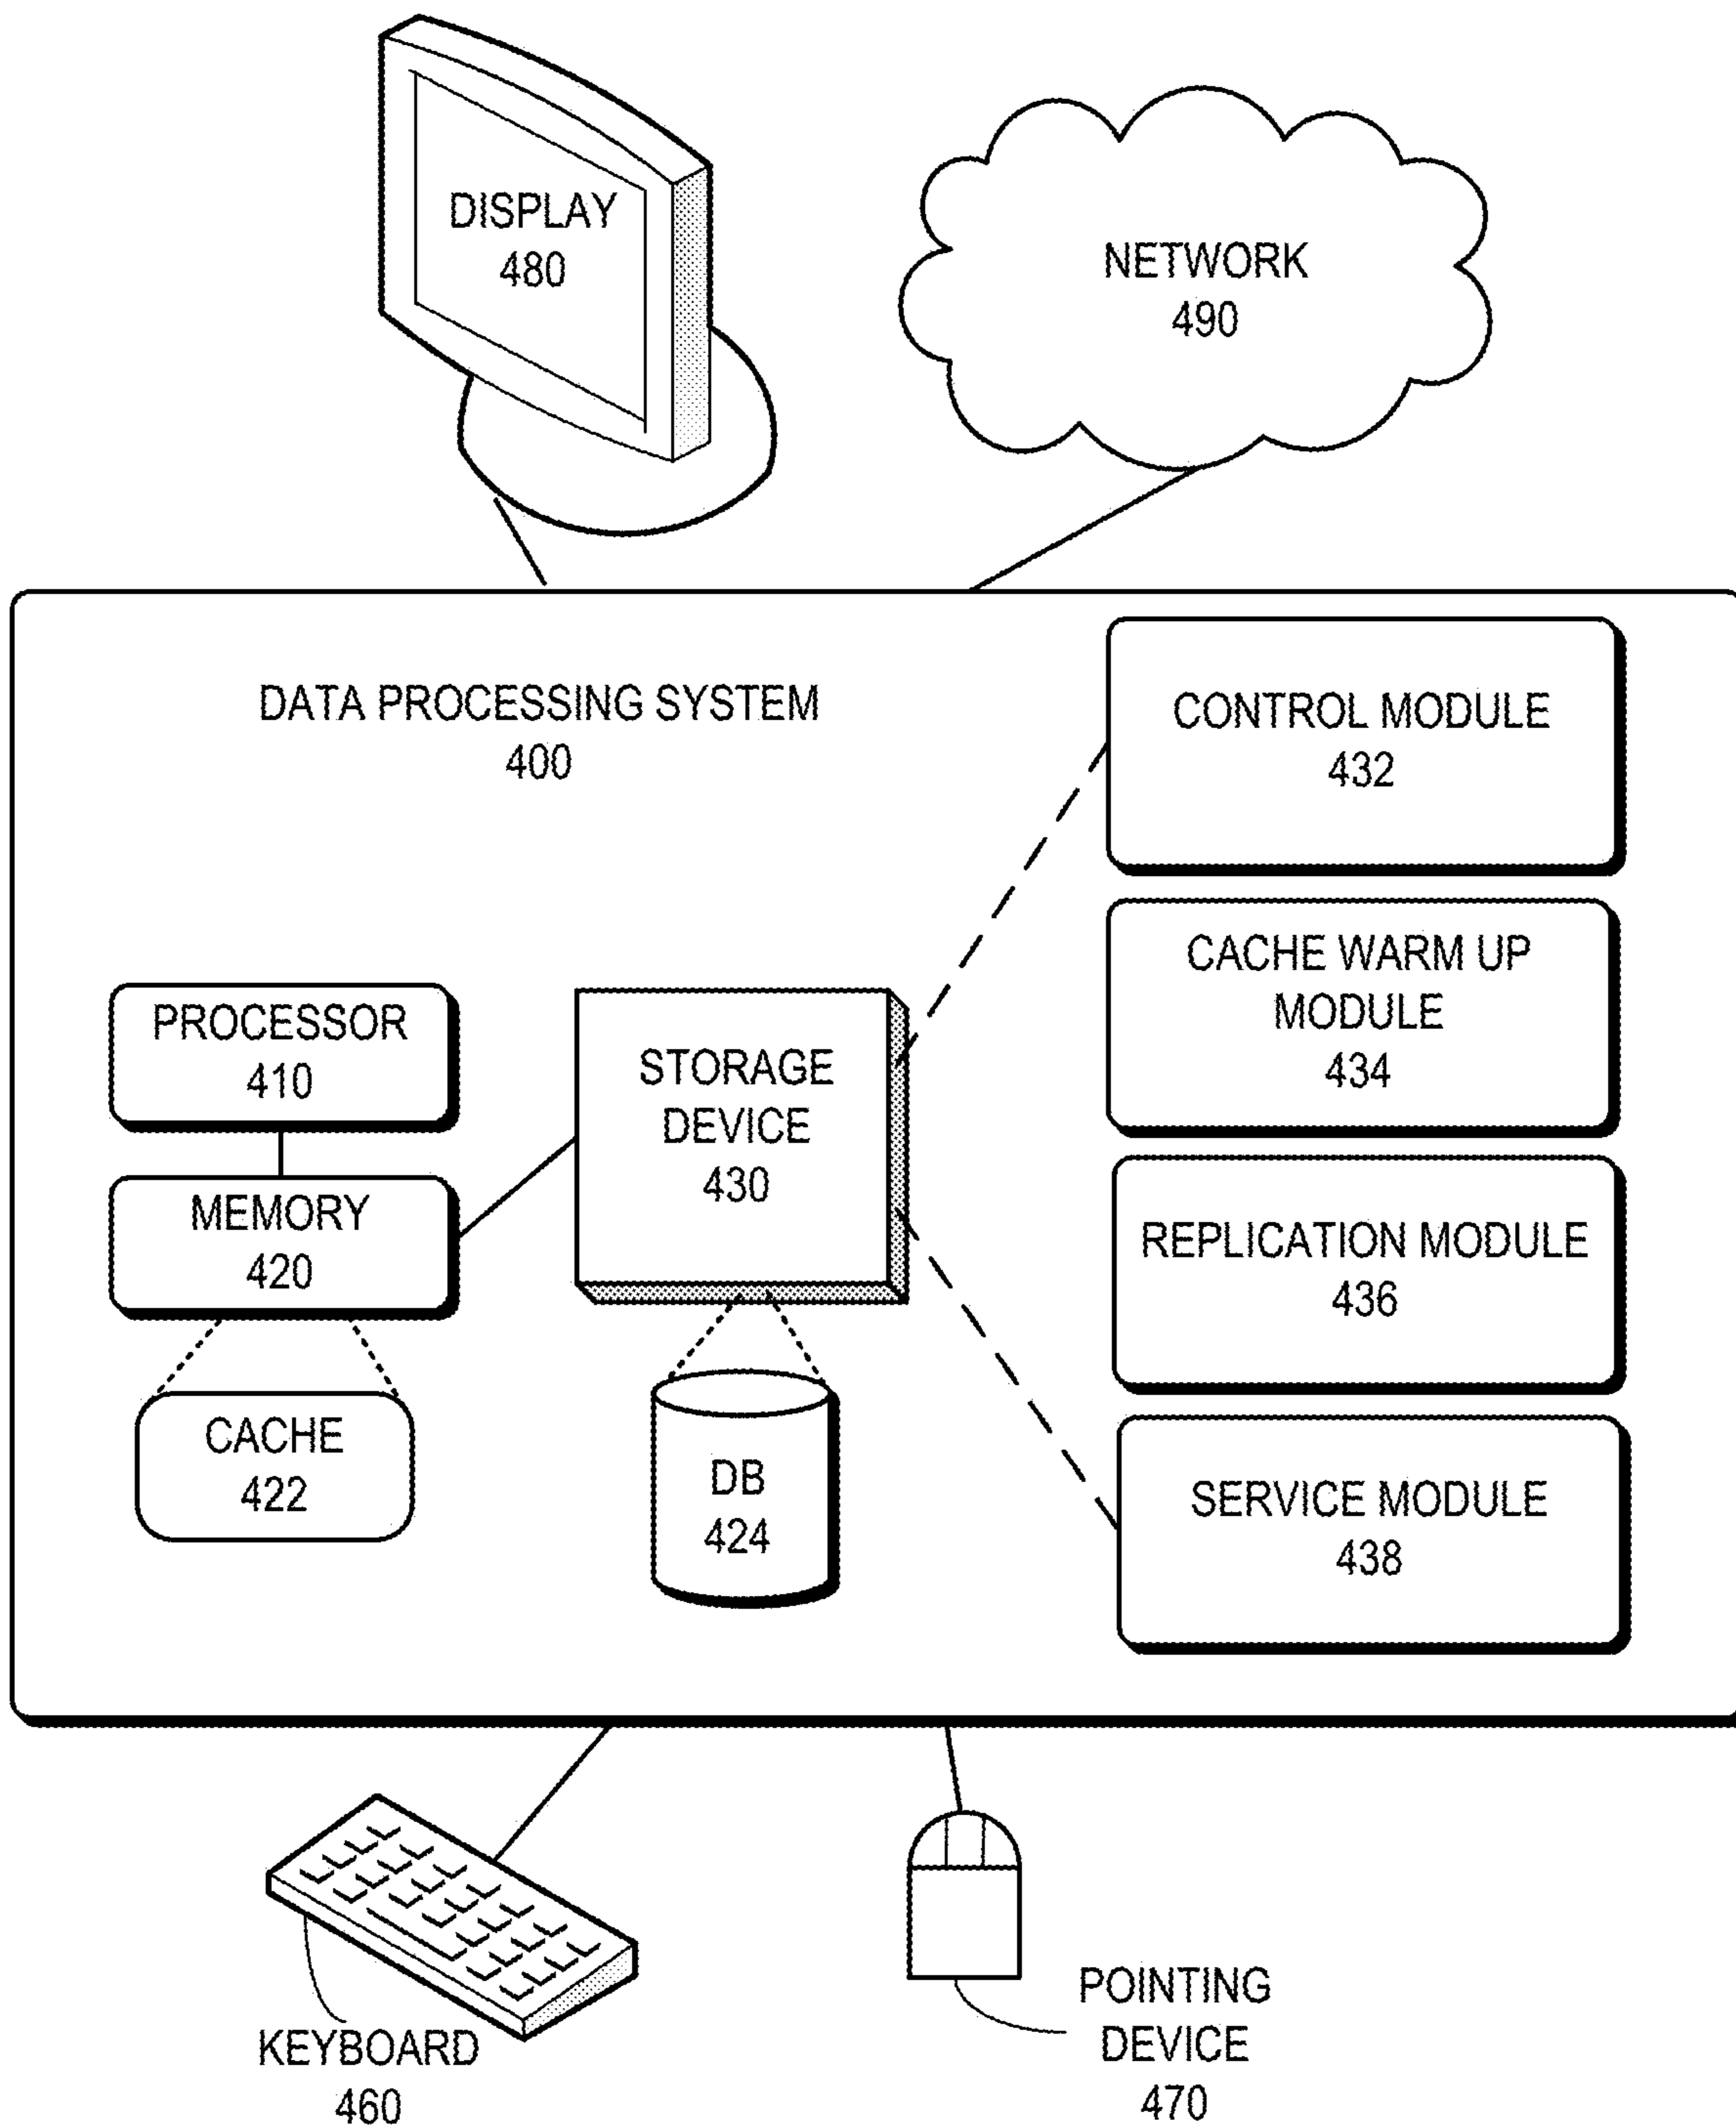 DISPLAY
480
NETWORK
490
DATA PROCESSING SYSTEM
400
CONTROL MODULE
432
CACHE WARM UP
MODULE
434
PROCESSOR
410
STORAGE
DEVICE
430
MEMORY
420
REPLICATION MODULE
436
CACHE
422
DB
424
SERVICE MODULE
438
KEYBOARD
460
POINTING
DEVICE
470